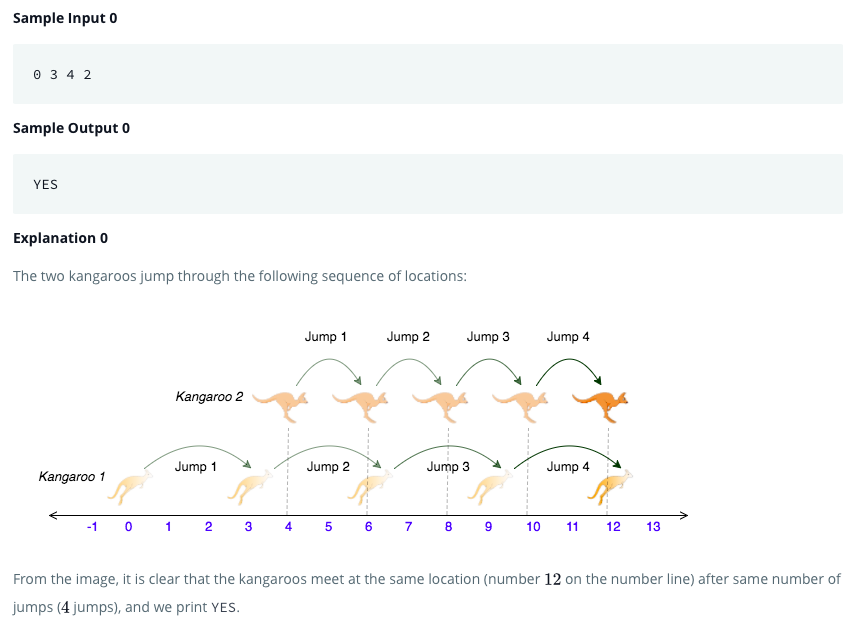 Sample Input 0
0 3 4 2
Sample Output 0
YES
Explanation 0
The two kangaroos jump through the following sequence of locations:
Jump 1 Jump 2 Jump 3 Jump 4
Kangaroo 2
Kangaroo 1 Jump 1 Jump 2 Jump 3 Jump 4
-1 0 1 2 3 4 5 6 7 8 9 10 11 12 13
From the image, it is clear that the kangaroos meet at the same location (number 12 on the number line) after same number of
jumps (4 jumps), and we print YES.